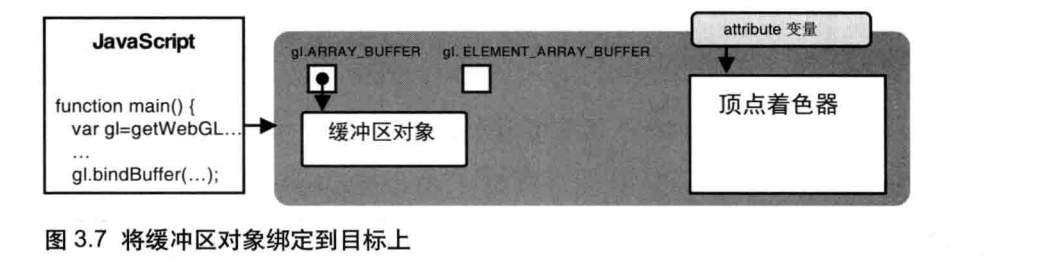 JavaScript
function main() {
var gl=getWebGL...
...
gl.bindBuffer(...);
gl.ARRAY_BUFFER
gl. ELEMENT_ARRAY_BUFFER
缓冲区对象
attribute 变量
顶点着色器
图 3.7 将缓冲区对象绑定到目标上